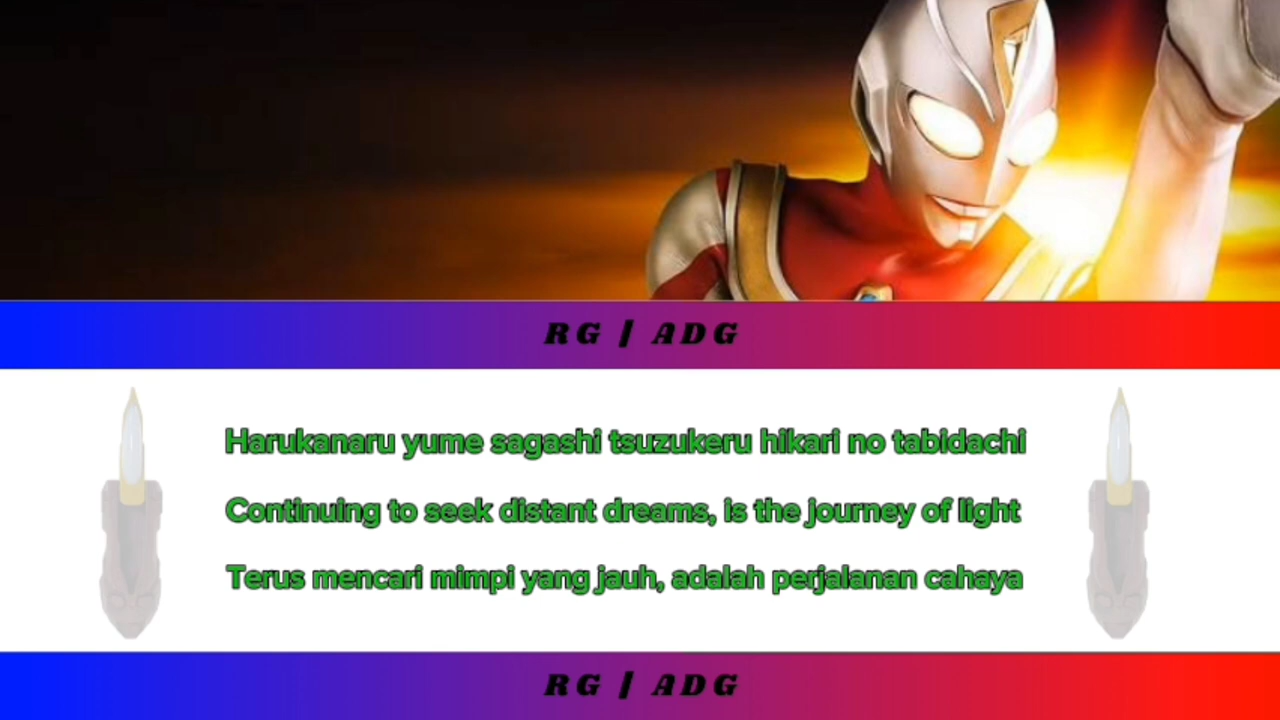 RG | ADG
Harukanaru yume sagashi tsuzukeru hikari no tabidachi
Continuing to seek distant dreams, is the journey of light
Terus mencari mimpi yang jauh, adalah perjalanan cahaya
RG | ADG